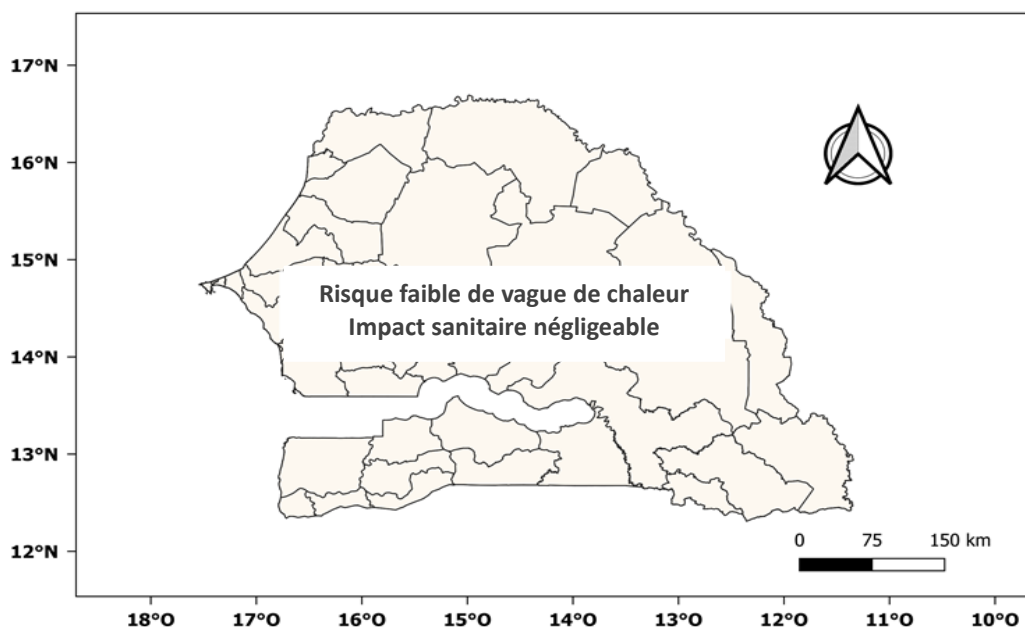 17°N
16°N
15°N
14°N
13°N
12°N
Risque faible de vague de chaleur
Impact sanitaire négligeable
0 75 150 km
18°O 17°O 16°O 15°O 14°O 13°O 12°O 11°O 10°O